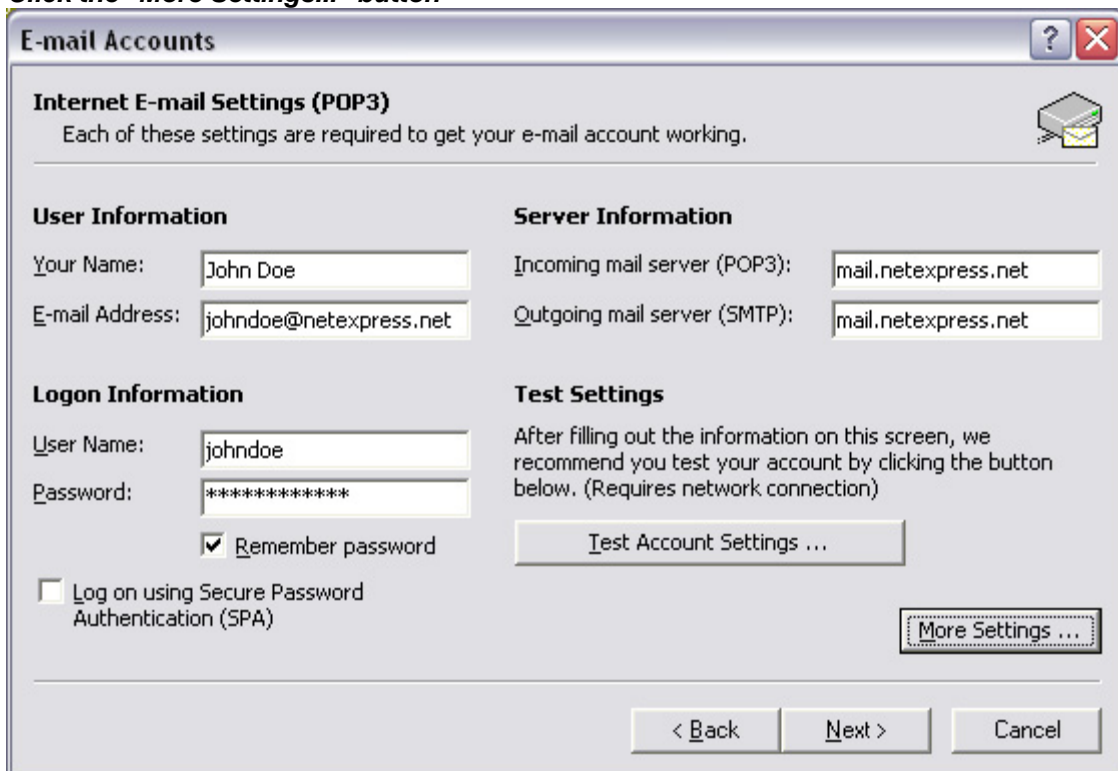 Click the "More Settings..." button
E-mail Accounts
Internet E-mail Settings (POP3)
Each of these settings are required to get your e-mail account working.
User Information
Your Name:
John Doe
E-mail Address:
johndoe@netexpress.net
Server Information
Incoming mail server (POP3):
mail.netexpress.net
Outgoing mail server (SMTP):
mail.netexpress.net
Logon Information
User Name:
johndoe
Password:
************
Remember password
Log on using Secure Password
Authentication (SPA)
Test Settings
After filling out the information on this screen, we
recommend you test your account by clicking the button
below. (Requires network connection)
Test Account Settings ...
More Settings ...
< Back
Next >
Cancel